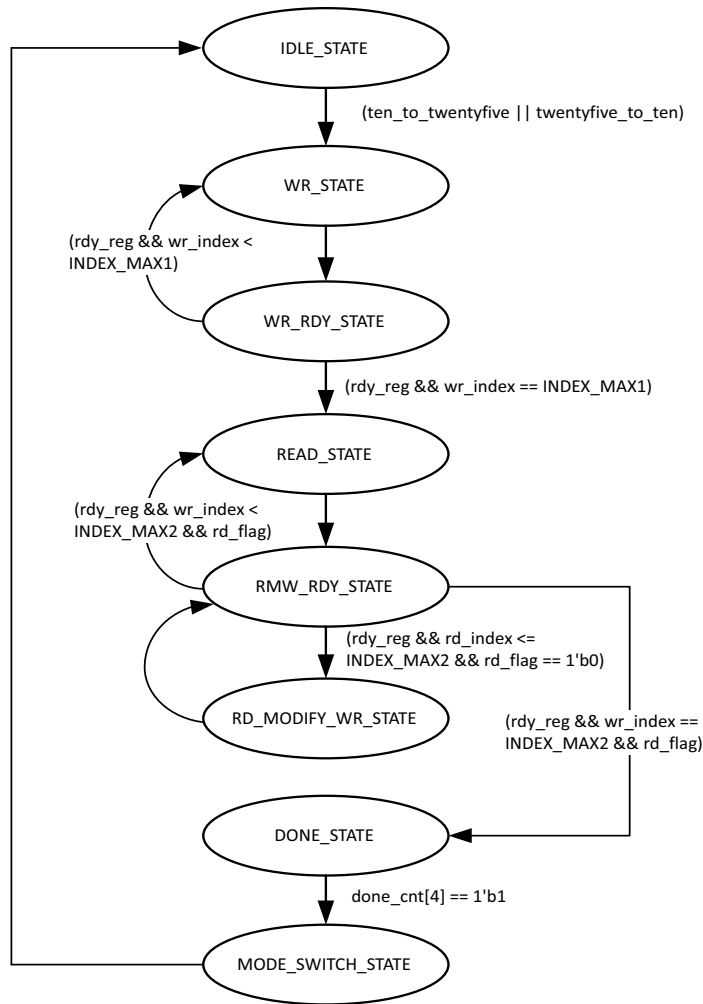 IDLE_STATE
(ten_to_twentyfive || twentyfive_to_ten)
WR_STATE
(rdy_reg && wr_index <
INDEX_MAX1)
WR_RDY_STATE
(rdy_reg && wr_index == INDEX_MAX1)
READ_STATE
(rdy_reg && wr_index <
INDEX_MAX2 && rd_flag)
RMW_RDY_STATE
(rdy_reg && rd_index <=
INDEX_MAX2 && rd_flag == 1'b0)
RD_MODIFY_WR_STATE
(rdy_reg && wr_index ==
INDEX_MAX2 && rd_flag)
DONE_STATE
done_cnt[4] == 1'b1
MODE_SWITCH_STATE